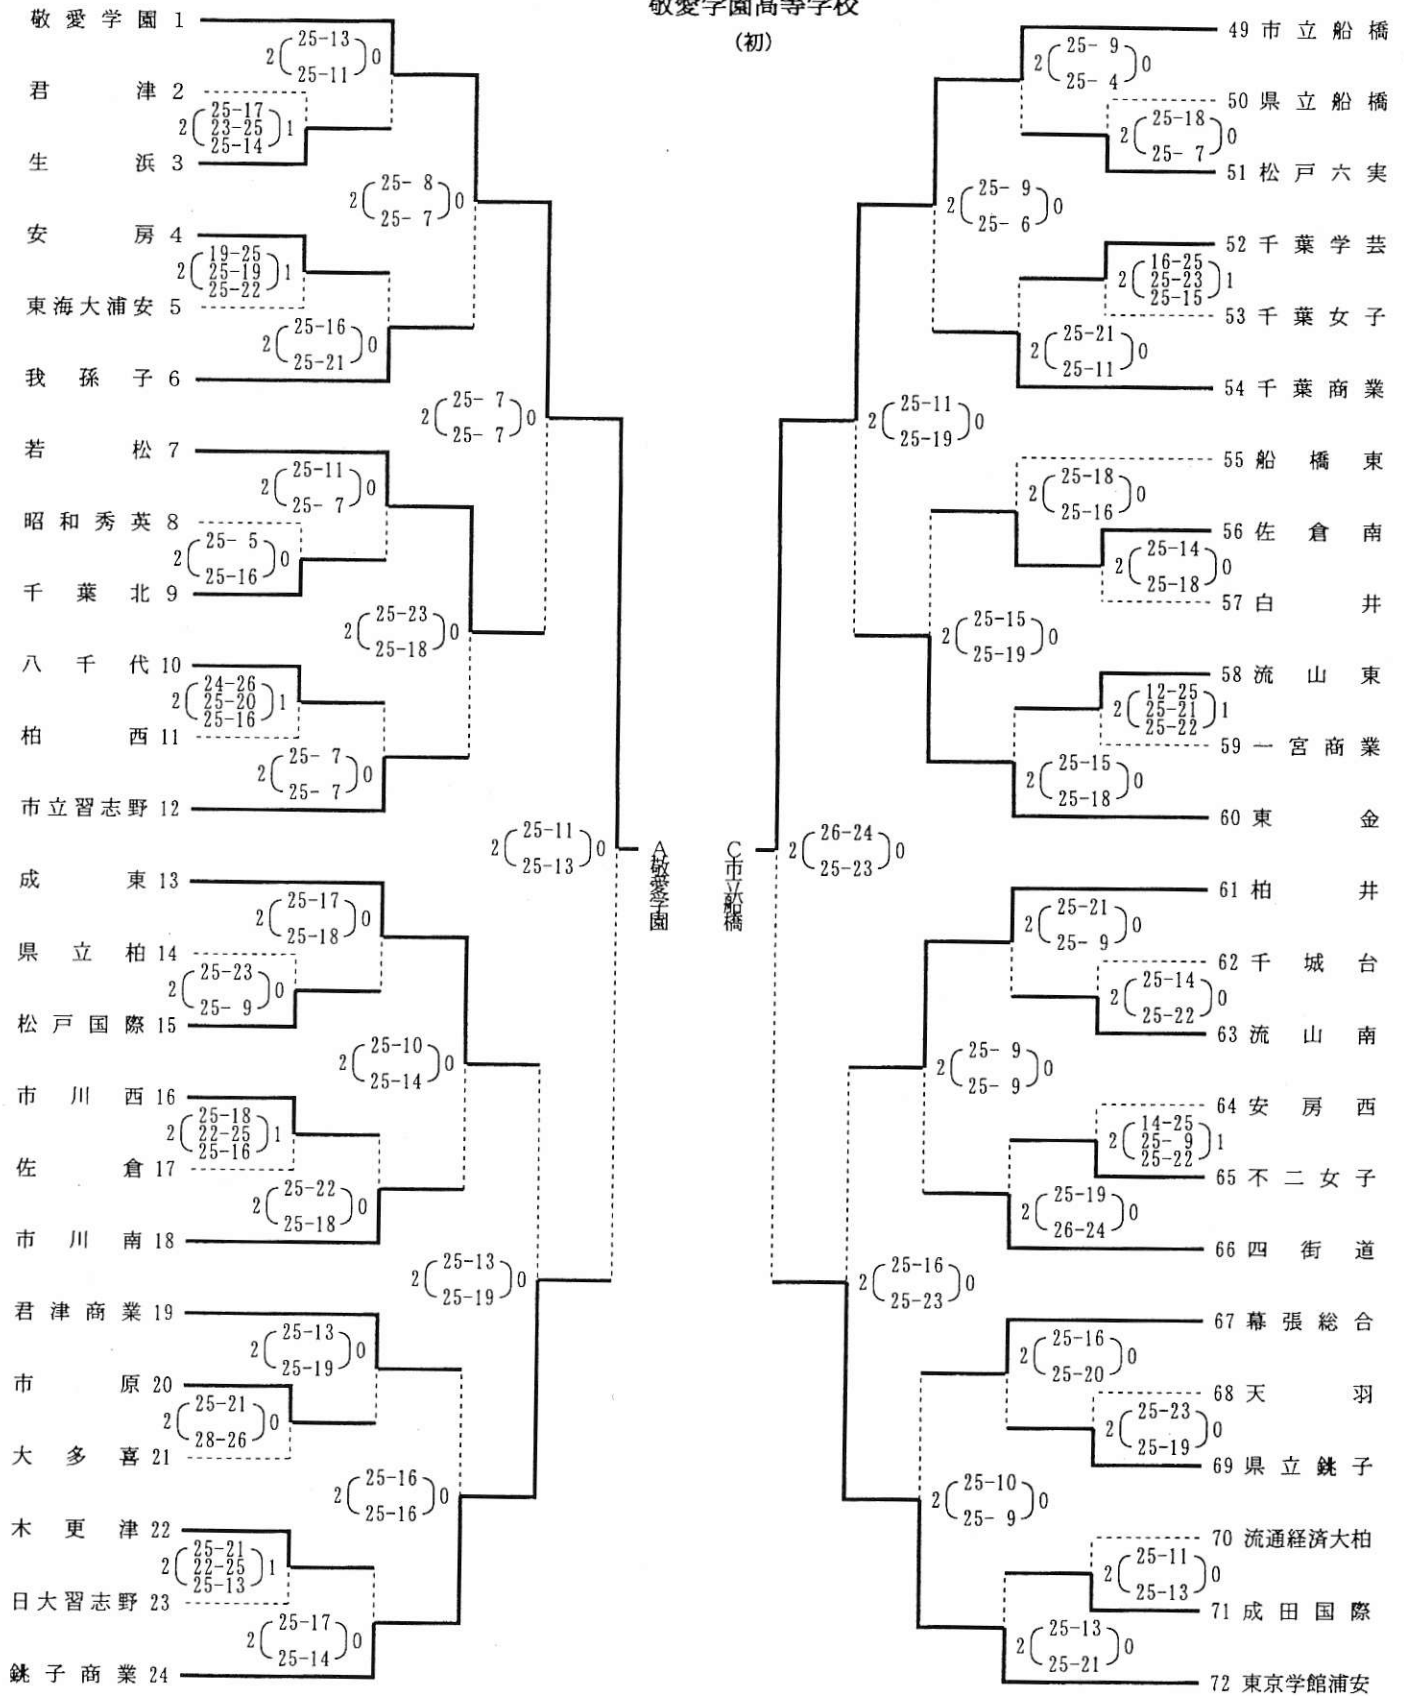 敬愛学園高等学校
(初)
敬愛学園 1
25-13
2 0
25-11
君津 2
25-17
2 23-25 1
25-14
生浜 3
25- 8
2 0
25- 7
安房 4
19-25
2 25-19 1
25-22
東海大浦安 5
25-16
2 0
25-21
我孫子 6
25- 7
2 0
25- 7
若松 7
25-11
2 0
25- 7
昭和秀英 8
25- 5
2 0
25-16
千葉北 9
25-23
2 0
25-18
八千代 10
24-26
2 25-20 1
25-16
柏西 11
25- 7
2 0
25- 7
市立習志野 12
25-11
2 0
25-13
A敬愛学園
成東 13
25-17
2 0
25-18
県立柏 14
25-23
2 0
25- 9
松戸国際 15
25-10
2 0
25-14
市川西 16
25-18
2 22-25 1
25-16
佐倉 17
25-22
2 0
25-18
市川南 18
25-13
2 0
25-19
君津商業 19
25-13
2 0
25-19
市原 20
25-21
2 0
28-26
大多喜 21
25-16
2 0
25-16
木更津 22
25-21
2 22-25 1
25-13
日大習志野 23
25-17
2 0
25-14
銚子商業 24
49 市立船橋
25- 9
2 0
25- 4
50 県立船橋
25-18
2 0
25- 7
51 松戸六実
25- 9
2 0
25- 6
52 千葉学芸
16-25
2 25-23 1
25-15
53 千葉女子
25-21
2 0
25-11
54 千葉商業
25-11
2 0
25-19
55 船橋東
25-18
2 0
25-16
56 佐倉南
25-14
2 0
25-18
57 白井
25-15
2 0
25-19
58 流山東
12-25
2 25-21 1
25-22
59 一宮商業
25-15
2 0
25-18
60 東金
26-24
2 0
25-23
C市立船橋
61 柏井
25-21
2 0
25- 9
62 千城台
25-14
2 0
25-22
63 流山南
25- 9
2 0
25- 9
64 安房西
14-25
2 25- 9 1
25-22
65 不二女子
25-19
2 0
26-24
66 四街道
25-16
2 0
25-23
67 幕張総合
25-16
2 0
25-20
68 天羽
25-23
2 0
25-19
69 県立銚子
25-10
2 0
25- 9
70 流通経済大柏
25-11
2 0
25-13
71 成田国際
25-13
2 0
25-21
72 東京学館浦安